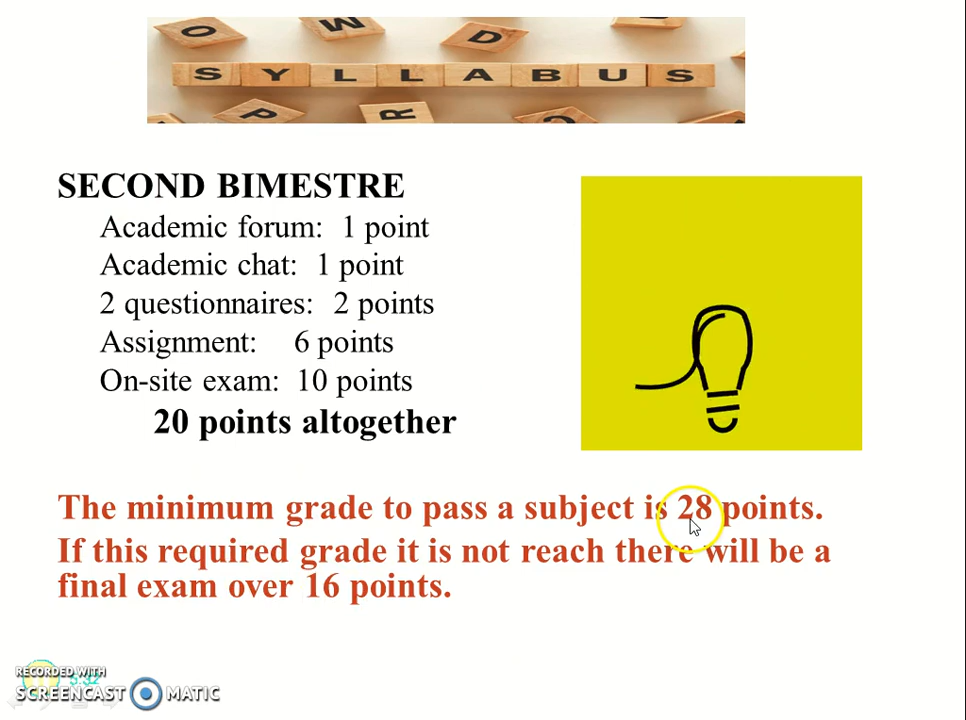 O W D
S Y L L A B U S
P R
SECOND BIMESTRE
Academic forum: 1 point
Academic chat: 1 point
2 questionnaires: 2 points
Assignment: 6 points
On-site exam: 10 points
20 points altogether
The minimum grade to pass a subject is 28 points.
If this required grade it is not reach there will be a
final exam over 16 points.
RECORDED WITH
SCREENCAST MATIC